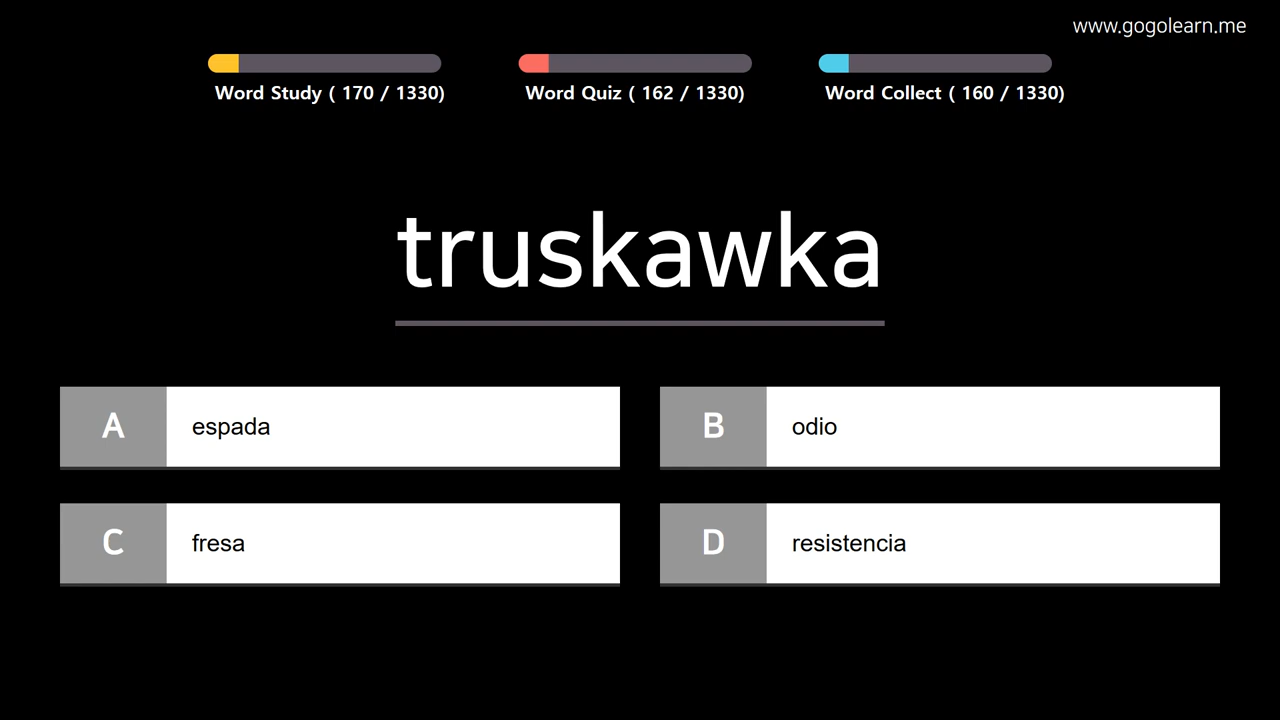 www.gogolearn.me
Word Study ( 170 / 1330)
Word Quiz ( 162 / 1330)
Word Collect ( 160 / 1330)
truskawka
A espada
B odio
C fresa
D resistencia